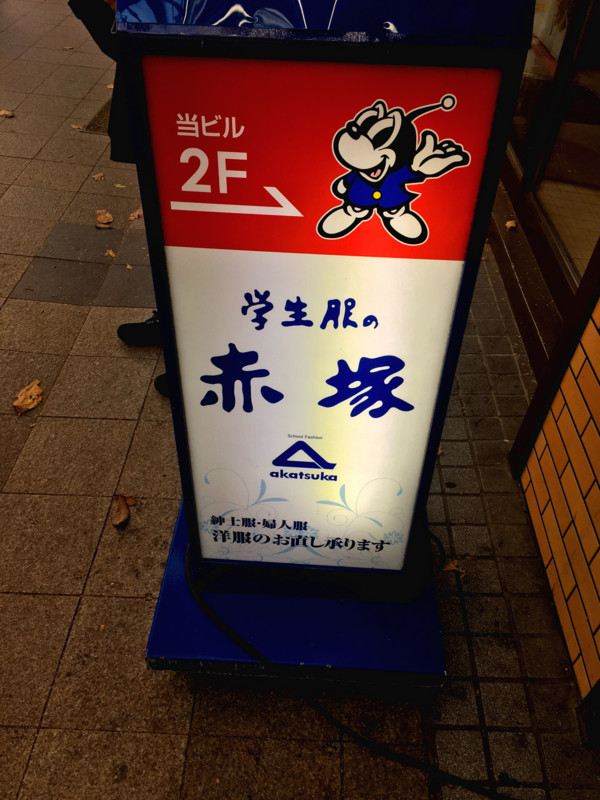 当ビル
2F
学生服の
赤塚
School Fashion
akatsuka
紳士服・婦人服
洋服のお直し承ります